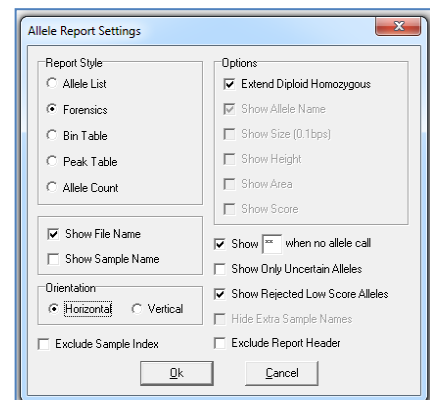 Allele Report Settings
Report Style
Allele List
Forensics
Bin Table
Peak Table
Allele Count
Show File Name
Show Sample Name
Orientation
Horizontal
Vertical
Exclude Sample Index
Options
Extend Diploid Homozygous
Show Allele Name
Show Size (0.1bps)
Show Height
Show Area
Show Score
Show ** when no allele call
Show Only Uncertain Alleles
Show Rejected Low Score Alleles
Hide Extra Sample Names
Exclude Report Header
Ok
Cancel